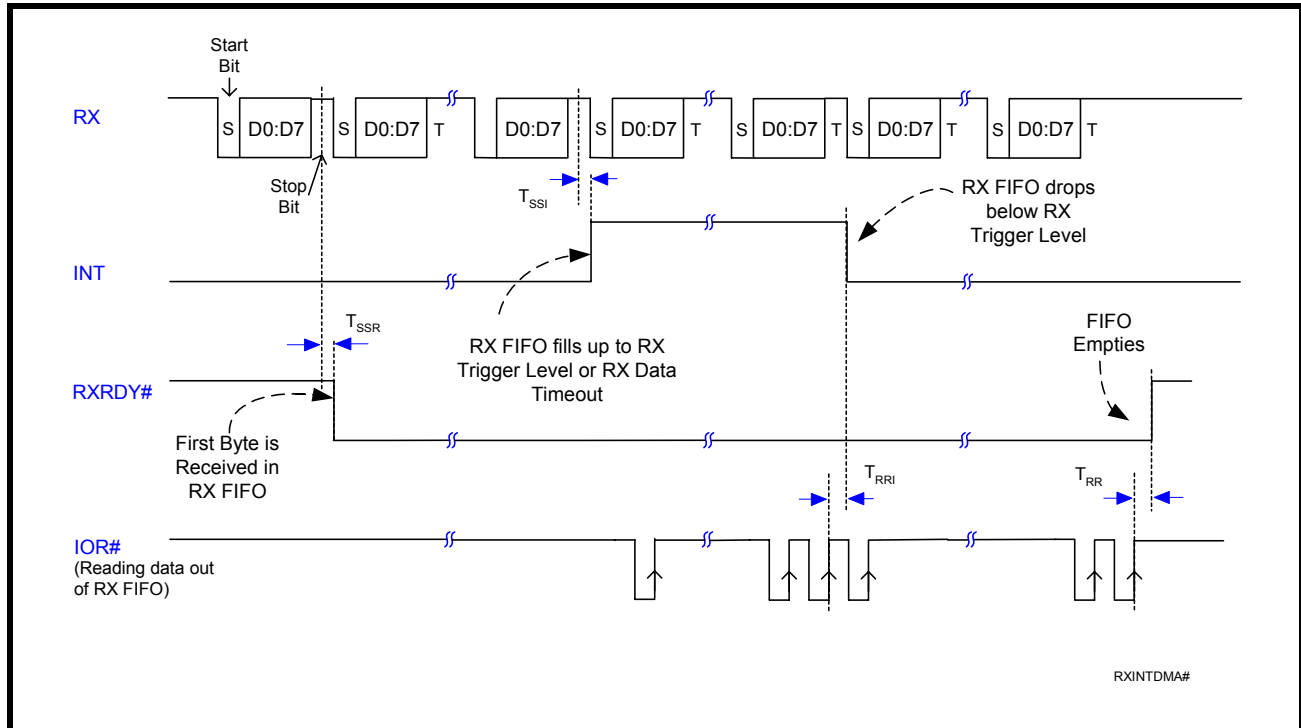 Start
Bit
RX
S D0:D7 S D0:D7 T D0:D7 S D0:D7 T S D0:D7 T S D0:D7 T S D0:D7 T
Stop
Bit
TSSI
RX FIFO drops
below RX
Trigger Level
INT
TSSR
RX FIFO fills up to RX
Trigger Level or RX Data
Timeout
FIFO
Empties
RXRDY#
First Byte is
Received in
RX FIFO
TRRI
TRR
IOR#
(Reading data out
of RX FIFO)
RXINTDMA#